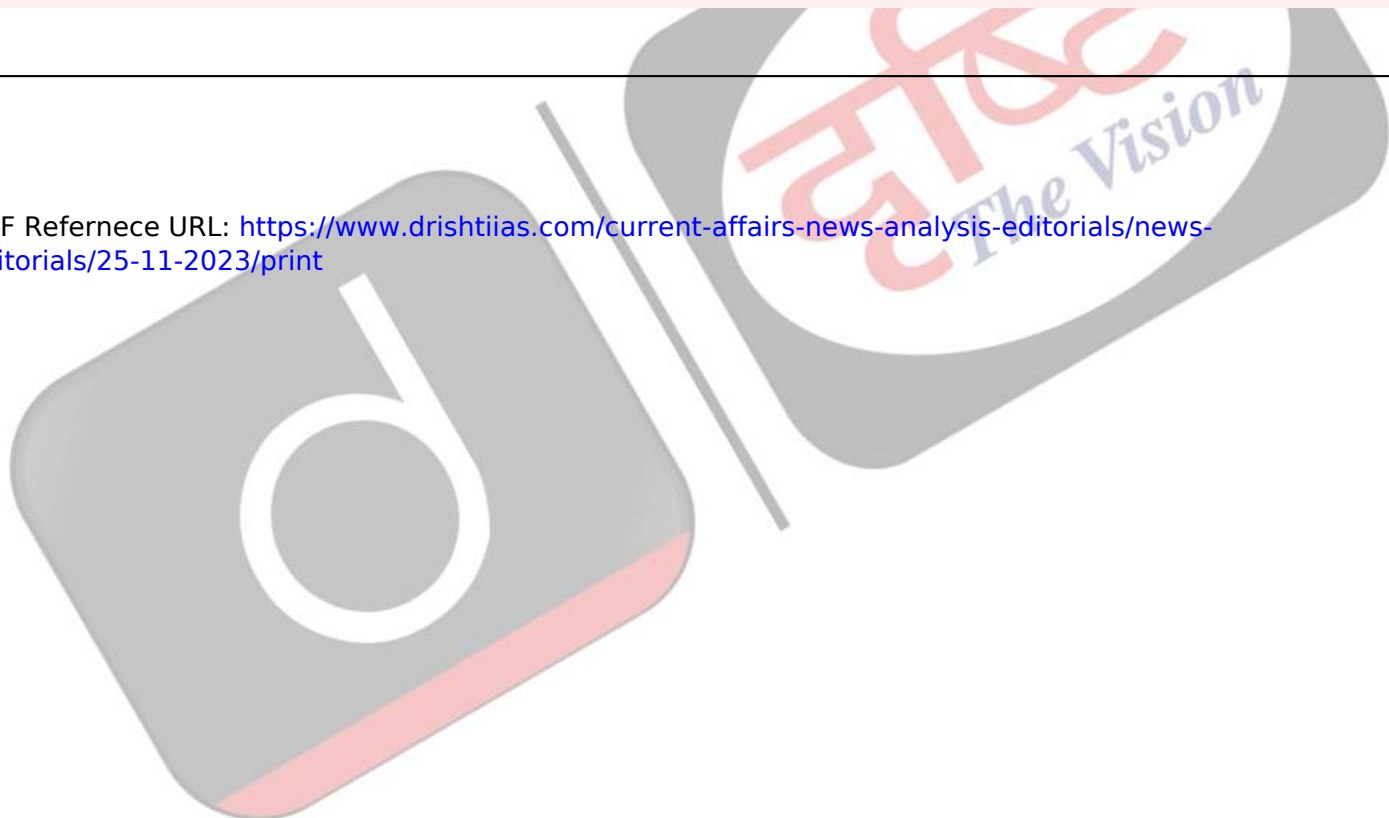 दृष्टि
The Vision
F Refernece URL: https://www.drishtiias.com/current-affairs-news-analysis-editorials/news-
itorials/25-11-2023/print
d